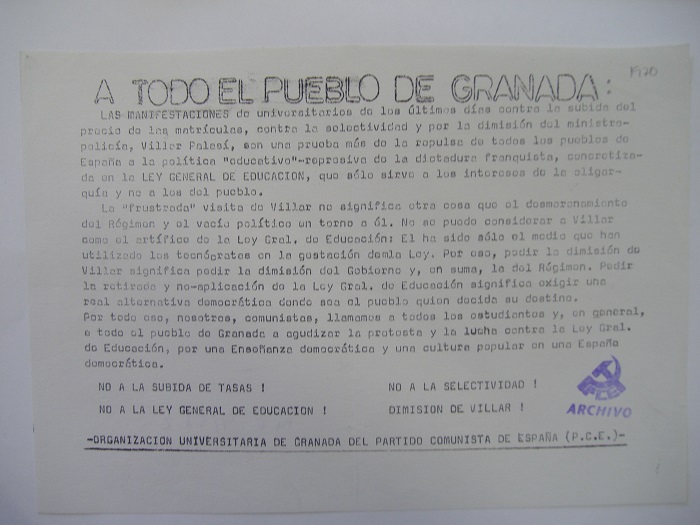 1970
A TODO EL PUEBLO DE GRANADA:
LAS MANIFESTACIONES de universitarios de los últimos días contra la subida del
precio de las matrículas, contra la selectividad y por la dimisión del ministro-
policía, Villar Palasí, son una prueba más de la repulsa de todos los pueblos de
España a la política "educativa"-represiva de la dictadura franquista, concretiza-
da en la LEY GENERAL DE EDUCACION, que sólo sirve a los intereses de la oligar-
quía y no a los del pueblo.
La "frustrada" visita de Villar no significa otra cosa que el desmoronamiento
del Régimen y el vacío político en torno a él. No se puede considerar a Villar
como el artífice de la Ley Gral. de Educación: El ha sido sólo el medio que han
utilizado los tecnócratas en la gestación demla Ley. Por eso, pedir la dimisión de
Villar significa pedir la dimisión del Gobierno y, en suma, la del Régimen. Pedir
la retirada y no-aplicación de la Ley Gral. de Educación significa exigir una
real alternativa democrática donde sea el pueblo quien decida su destino.
Por todo eso, nosotros, comunistas, llamamos a todos los estudiantes y, en general,
a todo el pueblo de Granada a agudizar la protesta y la lucha contra la Ley Gral.
de Educación, por una Enseñanza democrática y una cultura popular en una España
democrática.
NO A LA SUBIDA DE TASAS ! NO A LA SELECTIVIDAD !
NO A LA LEY GENERAL DE EDUCACION ! DIMISION DE VILLAR !
PCE
ARCHIVO
-ORGANIZACION UNIVERSITARIA DE GRANADA DEL PARTIDO COMUNISTA DE ESPAÑA (P.C.E.)-